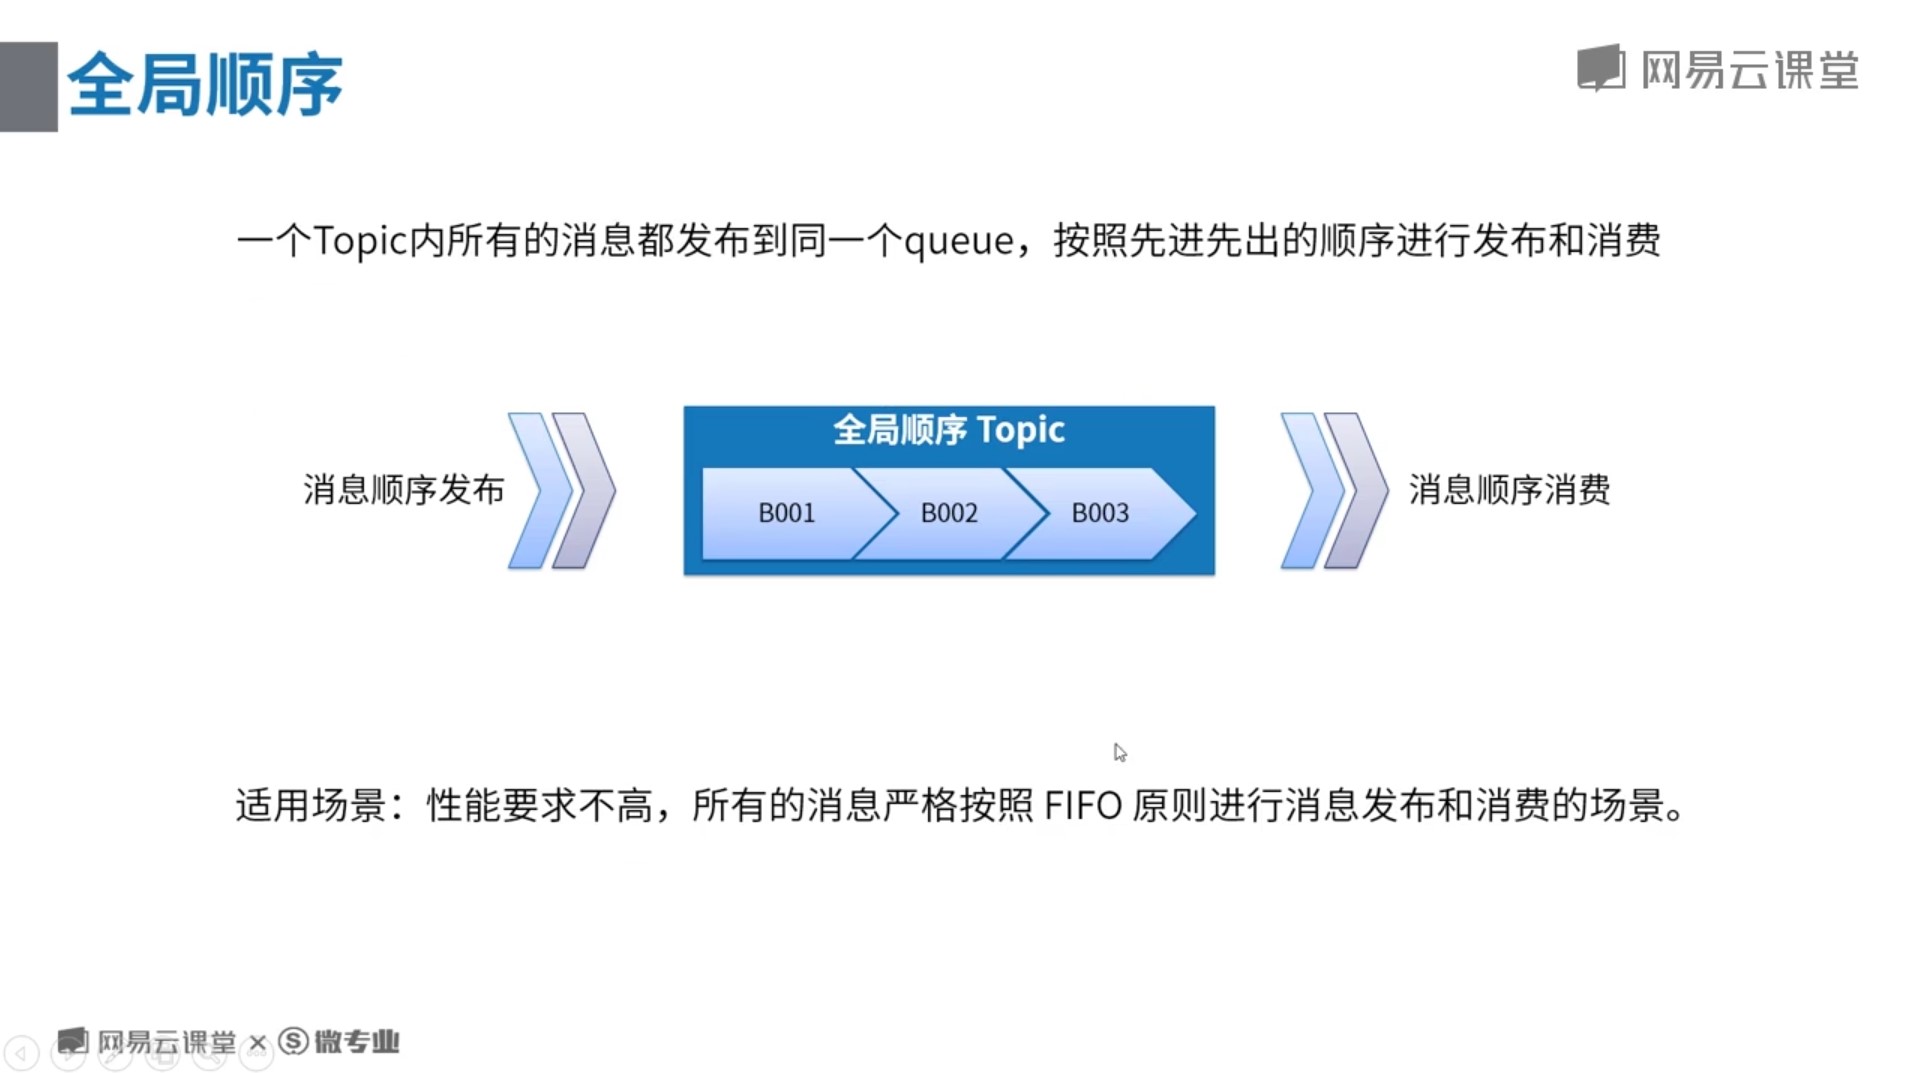 全局顺序
网易云课堂
一个Topic内所有的消息都发布到同一个queue，按照先进先出的顺序进行发布和消费
全局顺序 Topic
消息顺序发布
B001
B002
B003
消息顺序消费
适用场景：性能要求不高，所有的消息严格按照 FIFO 原则进行消息发布和消费的场景。
网易云课堂 × Ⓢ微专业